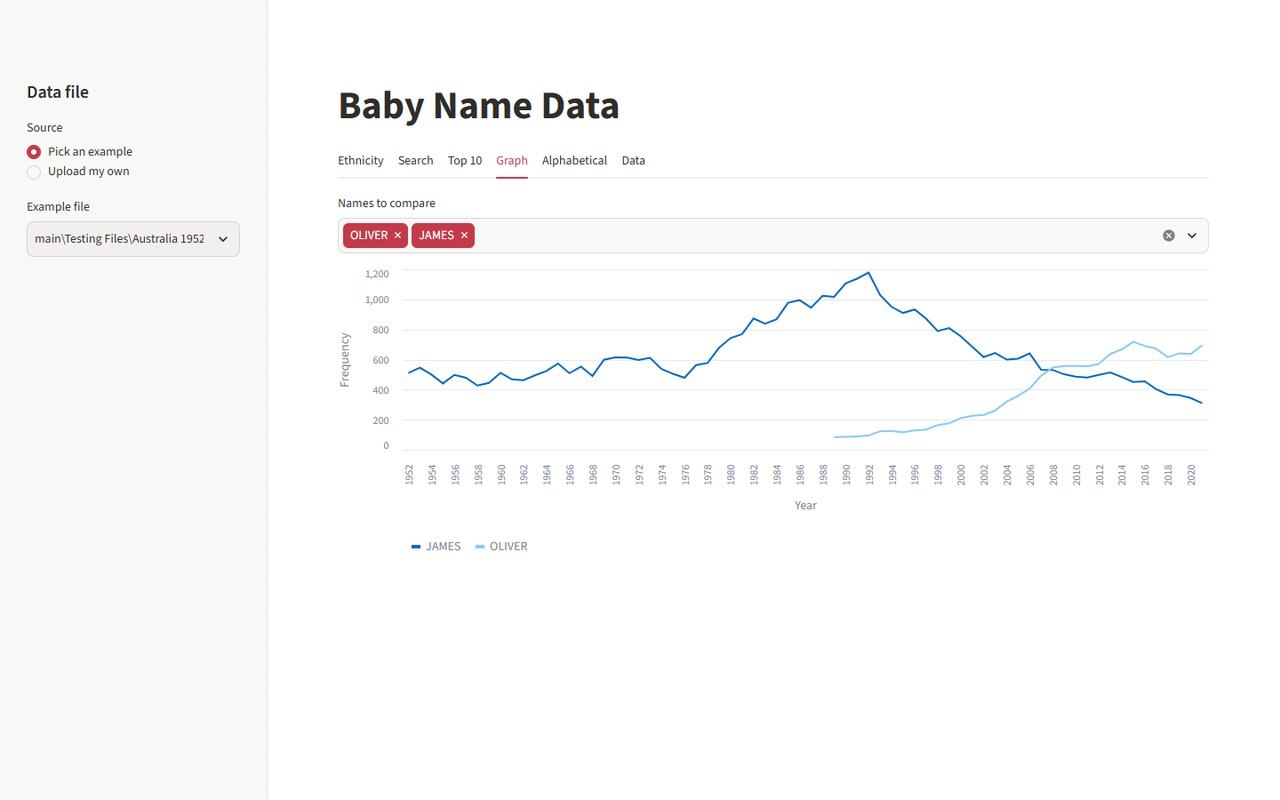 Data file
Source
Pick an example
Upload my own
Example file
main\Testing Files\Australia 1952
Baby Name Data
Ethnicity Search Top 10 Graph Alphabetical Data
Names to compare
OLIVER × JAMES ×
1,200
1,000
800
600
400
200
0
Frequency
1952 1954 1956 1958 1960 1962 1964 1966 1968 1970 1972 1974 1976 1978 1980 1982 1984 1986 1988 1990 1992 1994 1996 1998 2000 2002 2004 2006 2008 2010 2012 2014 2016 2018 2020
Year
JAMES OLIVER